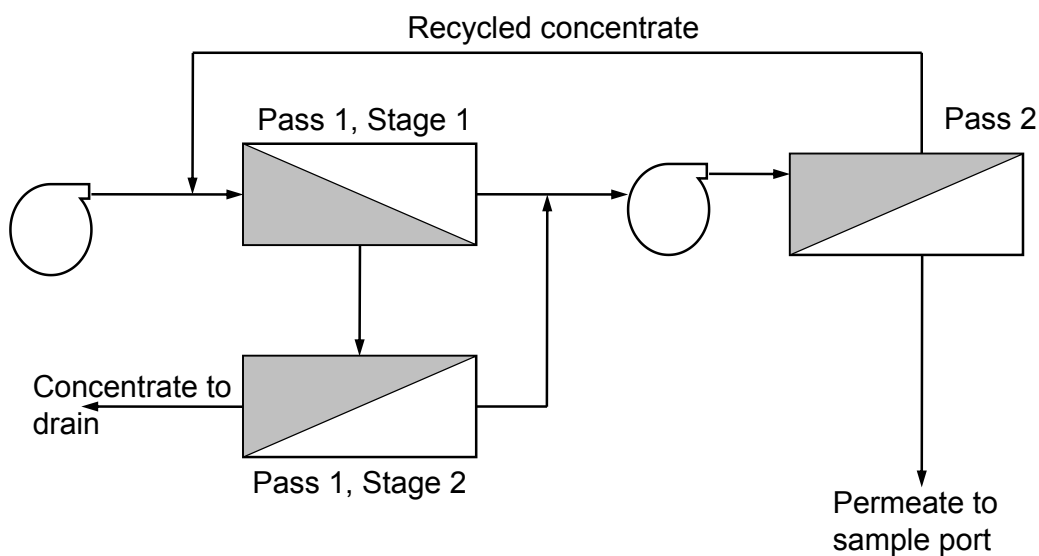 Recycled concentrate
Pass 1, Stage 1
Pass 2
Concentrate to
drain
Pass 1, Stage 2
Permeate to
sample port